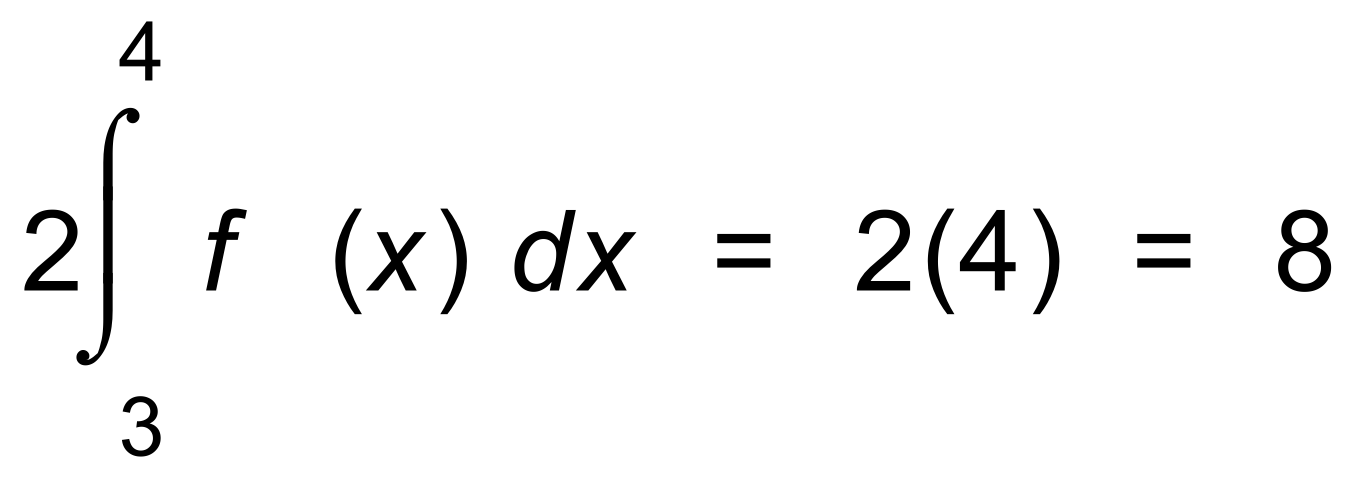 4
2∫ f (x) dx = 2(4) = 8
3